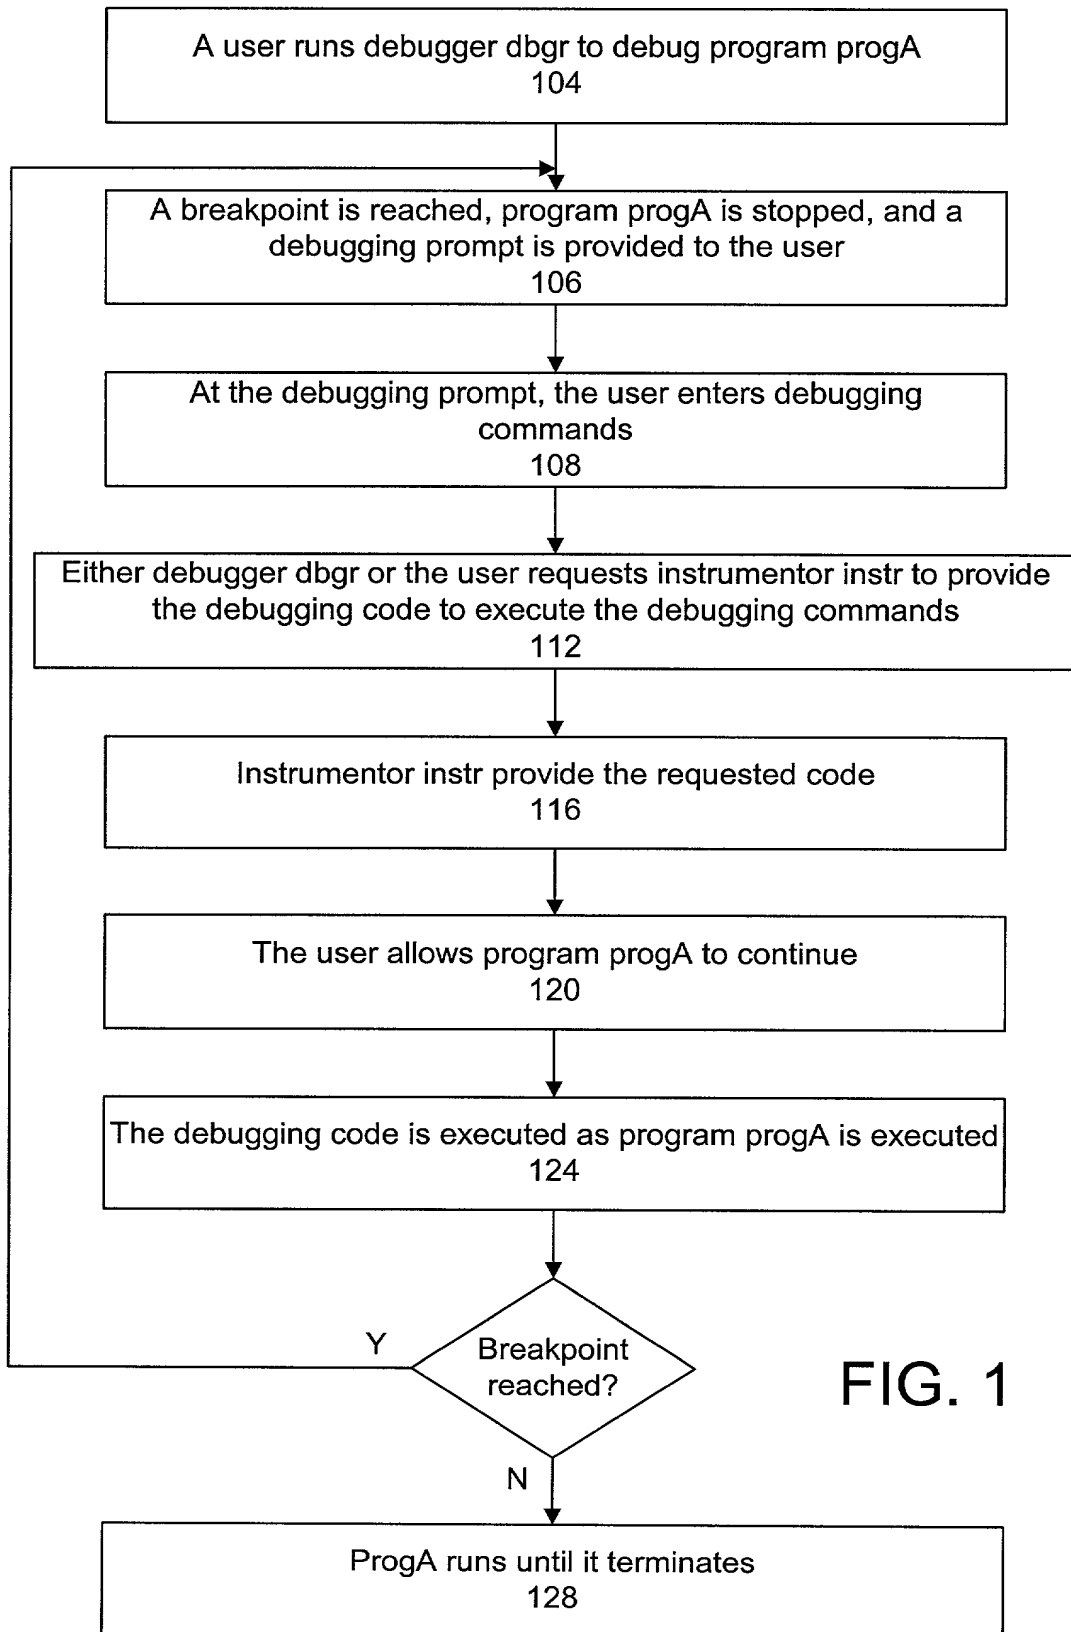 A user runs debugger dbgr to debug program progA
104
A breakpoint is reached, program progA is stopped, and a
debugging prompt is provided to the user
106
At the debugging prompt, the user enters debugging
commands
108
Either debugger dbgr or the user requests instrumentor instr to provide
the debugging code to execute the debugging commands
112
Instrumentor instr provide the requested code
116
The user allows program progA to continue
120
The debugging code is executed as program progA is executed
124
Y
Breakpoint
reached?
FIG. 1
N
ProgA runs until it terminates
128